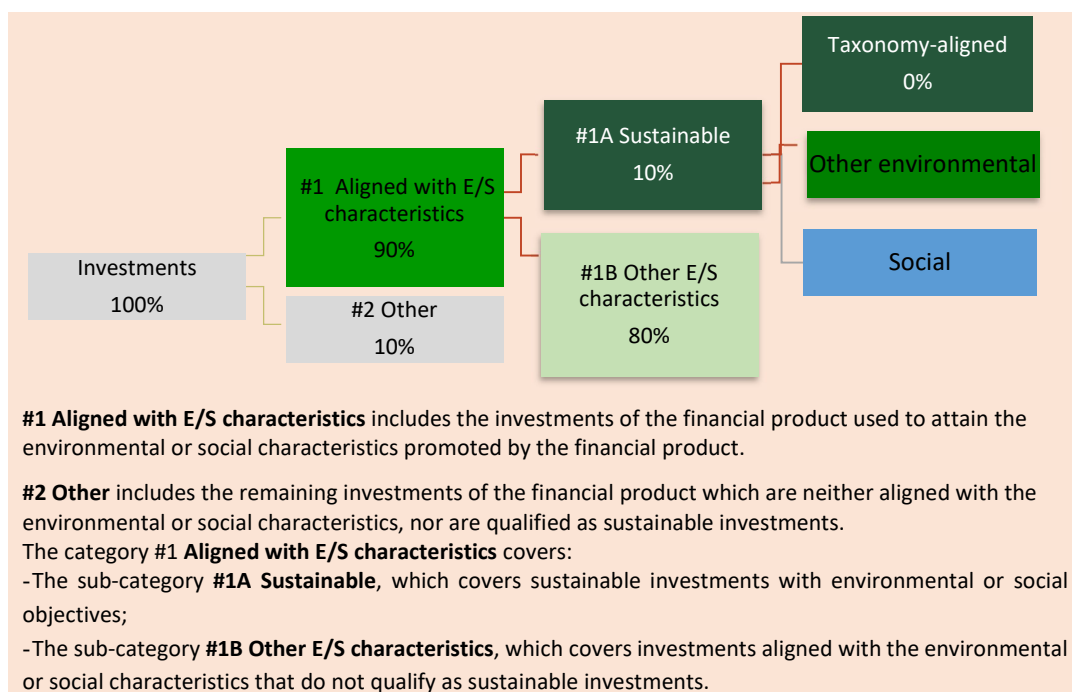 Taxonomy-aligned
0%
#1A Sustainable
10%
Other environmental
#1 Aligned with E/S
characteristics
90%
Investments
100%
#1B Other E/S
characteristics
80%
Social
#2 Other
10%
#1 Aligned with E/S characteristics includes the investments of the financial product used to attain the
environmental or social characteristics promoted by the financial product.
#2 Other includes the remaining investments of the financial product which are neither aligned with the
environmental or social characteristics, nor are qualified as sustainable investments.
The category #1 Aligned with E/S characteristics covers:
-The sub-category #1A Sustainable, which covers sustainable investments with environmental or social
objectives;
-The sub-category #1B Other E/S characteristics, which covers investments aligned with the environmental
or social characteristics that do not qualify as sustainable investments.